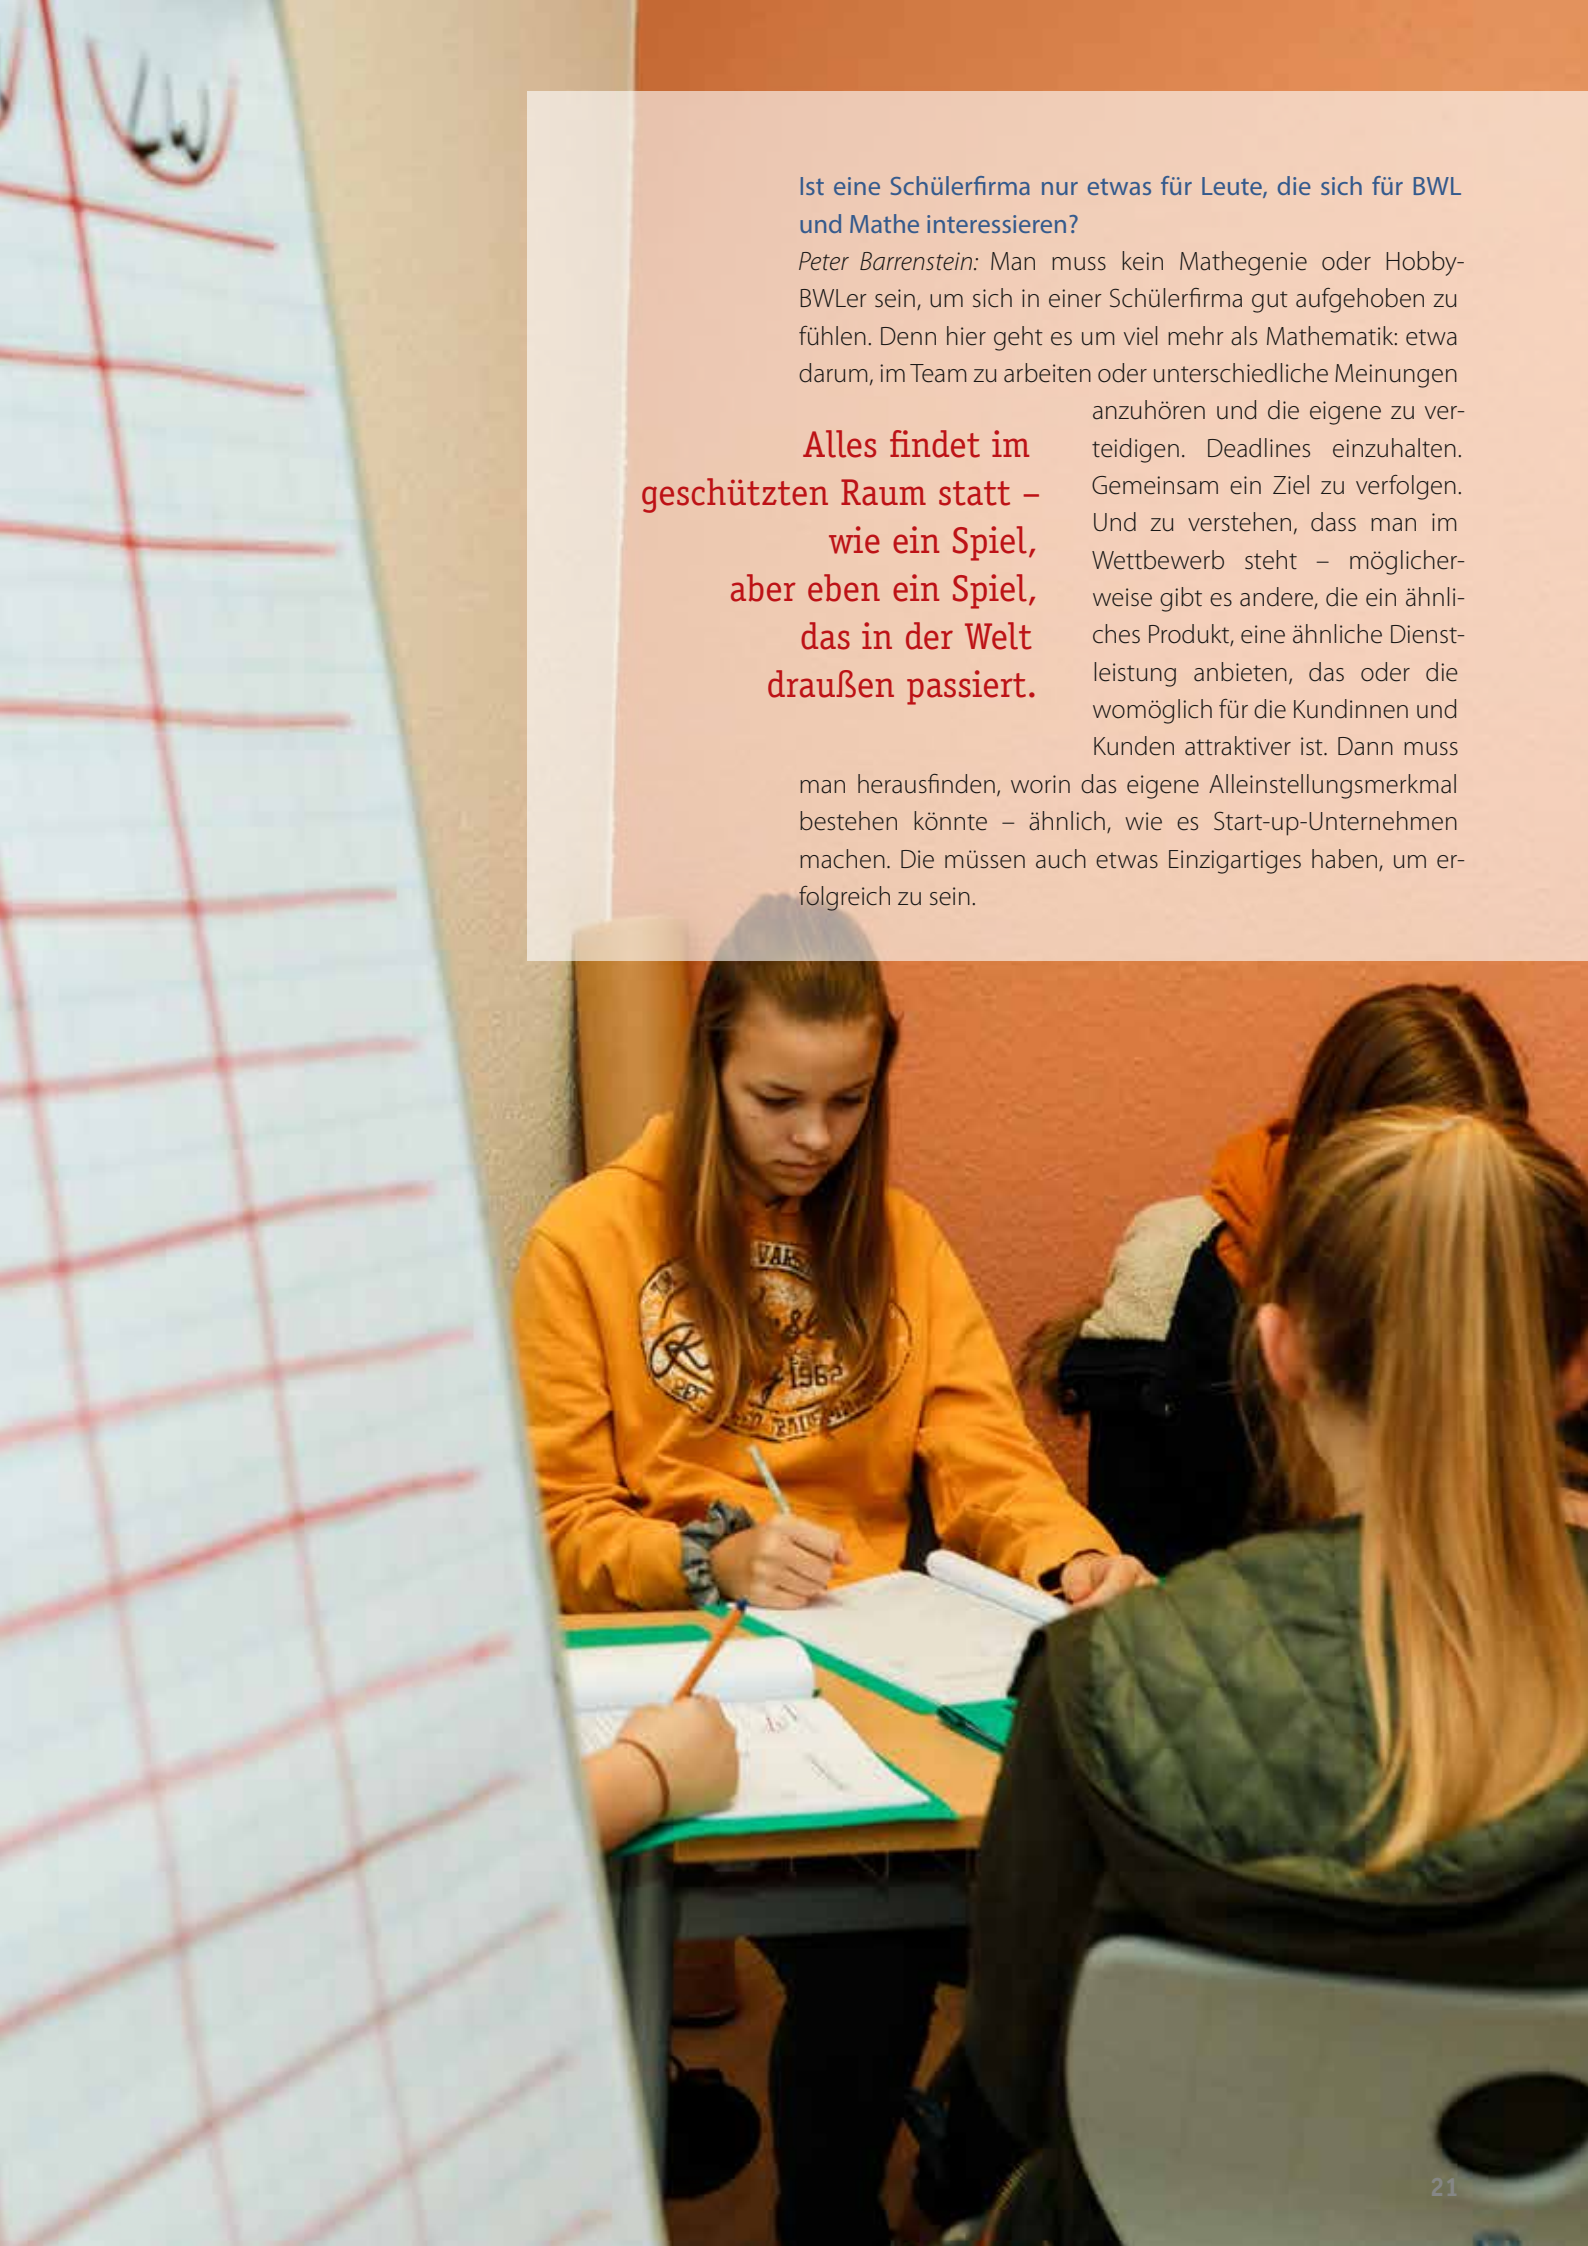 LW
Ist eine Schülerfirma nur etwas für Leute, die sich für BWL
und Mathe interessieren?
Peter Barrenstein: Man muss kein Mathegenie oder Hobby-
BWLer sein, um sich in einer Schülerfirma gut aufgehoben zu
fühlen. Denn hier geht es um viel mehr als Mathematik: etwa
darum, im Team zu arbeiten oder unterschiedliche Meinungen
anzuhören und die eigene zu ver-
teidigen. Deadlines einzuhalten.
Gemeinsam ein Ziel zu verfolgen.
Und zu verstehen, dass man im
Wettbewerb steht – möglicher-
weise gibt es andere, die ein ähnli-
ches Produkt, eine ähnliche Dienst-
leistung anbieten, das oder die
womöglich für die Kundinnen und
Kunden attraktiver ist. Dann muss
man herausfinden, worin das eigene Alleinstellungsmerkmal
bestehen könnte – ähnlich, wie es Start-up-Unternehmen
machen. Die müssen auch etwas Einzigartiges haben, um er-
folgreich zu sein.
Alles findet im
geschützten Raum statt –
wie ein Spiel,
aber eben ein Spiel,
das in der Welt
draußen passiert.
1962
21